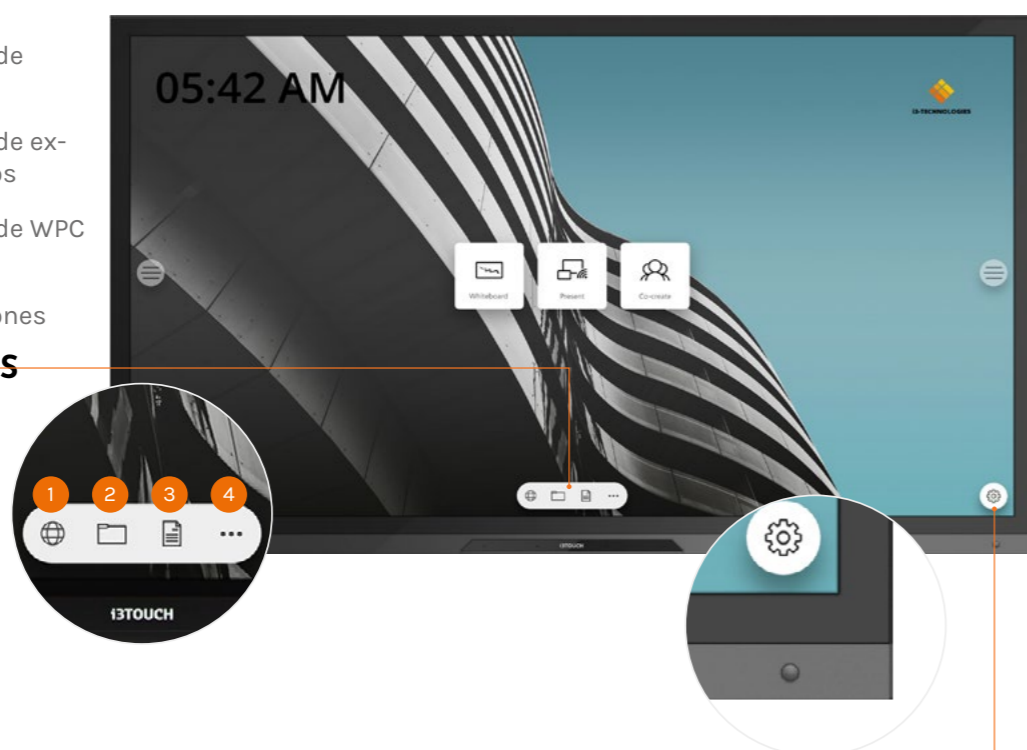 de
de ex-
os
de WPC
ones
s
05:42 AM
i3-TECHNOLOGIES
Whiteboard
Present
Co-create
i3TOUCH
1
2
3
4
i3TOUCH